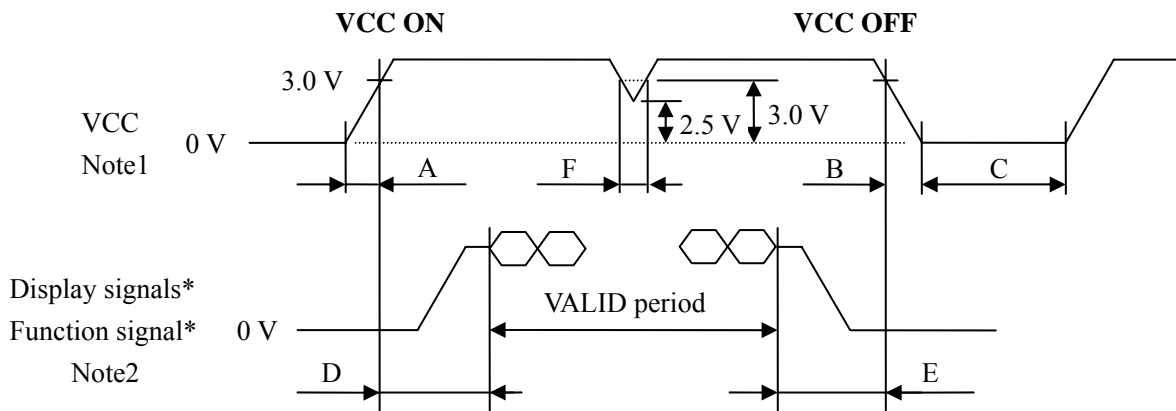 VCC ON
VCC OFF
3.0 V
VCC
Note1
0 V
2.5 V
3.0 V
A
F
B
C
Display signals*
Function signal*
Note2
0 V
VALID period
D
E